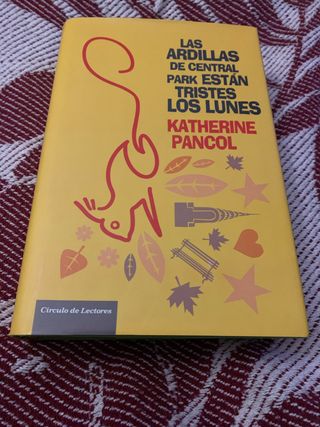 LAS
ARDILLAS
DE CENTRAL
PARK ESTÁN
TRISTES
LOS LUNES
KATHERINE
PANCOL
Círculo de Lectores